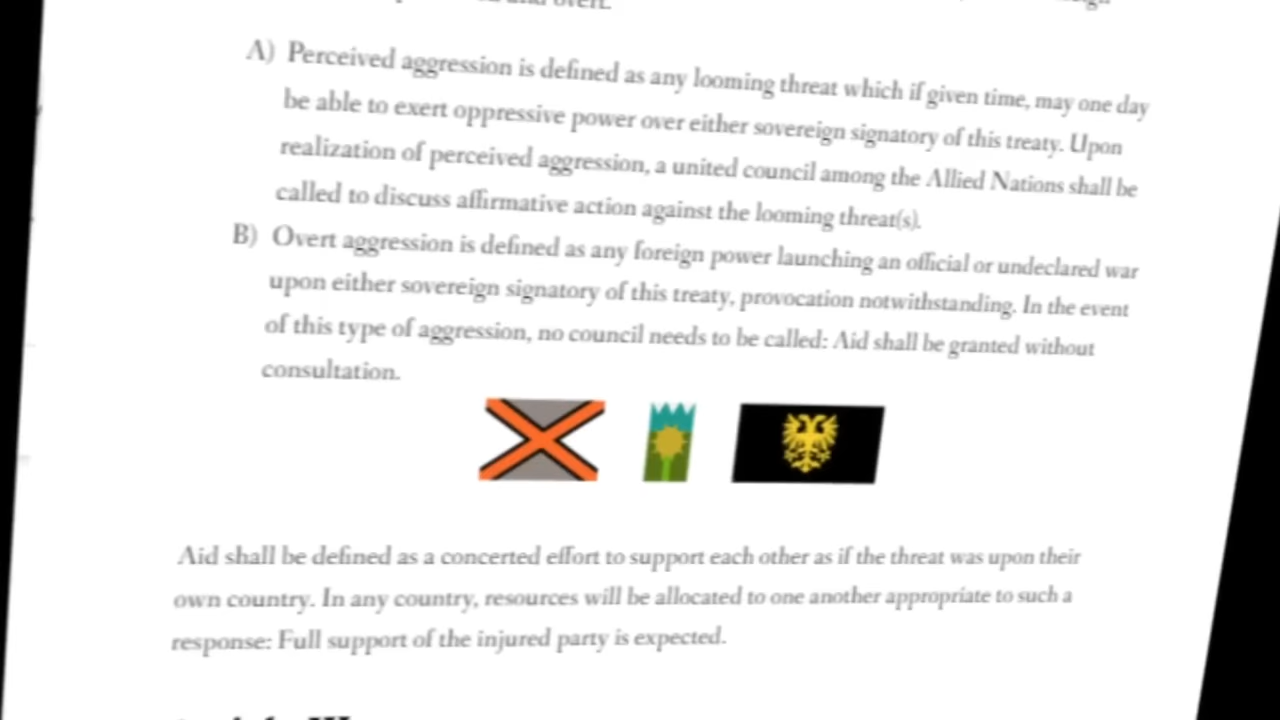 and overt.
A) Perceived aggression is defined as any looming threat which if given time, may one day
be able to exert oppressive power over either sovereign signatory of this treaty. Upon
realization of perceived aggression, a united council among the Allied Nations shall be
called to discuss affirmative action against the looming threat(s).
B) Overt aggression is defined as any foreign power launching an official or undeclared war
upon either sovereign signatory of this treaty, provocation notwithstanding. In the event
of this type of aggression, no council needs to be called: Aid shall be granted without
consultation.
Aid shall be defined as a concerted effort to support each other as if the threat was upon their
own country. In any country, resources will be allocated to one another appropriate to such a
response: Full support of the injured party is expected.